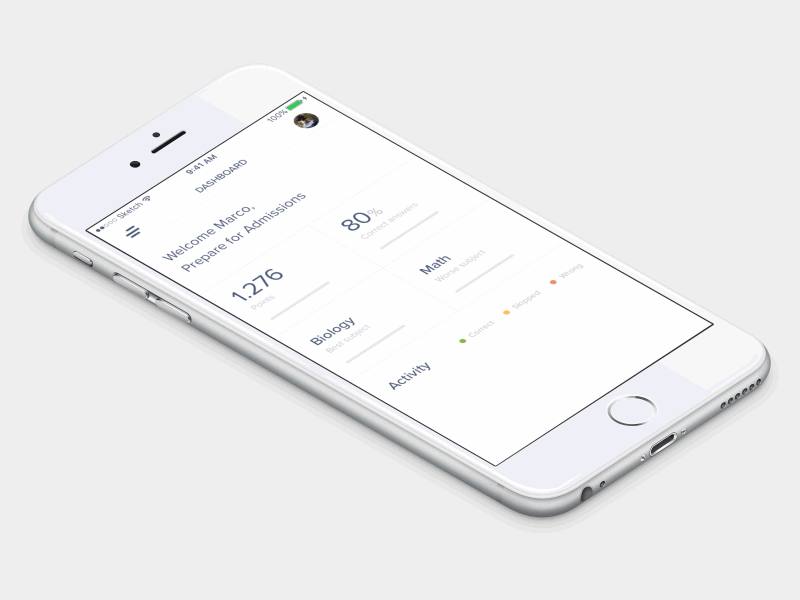 Sketch
9:41 AM
100%
DASHBOARD
Welcome Marco,
Prepare for Admissions
1.276
Points
80%
Correct answers
Biology
Best subject
Math
Worse subject
Activity
Correct
Skipped
Wrong